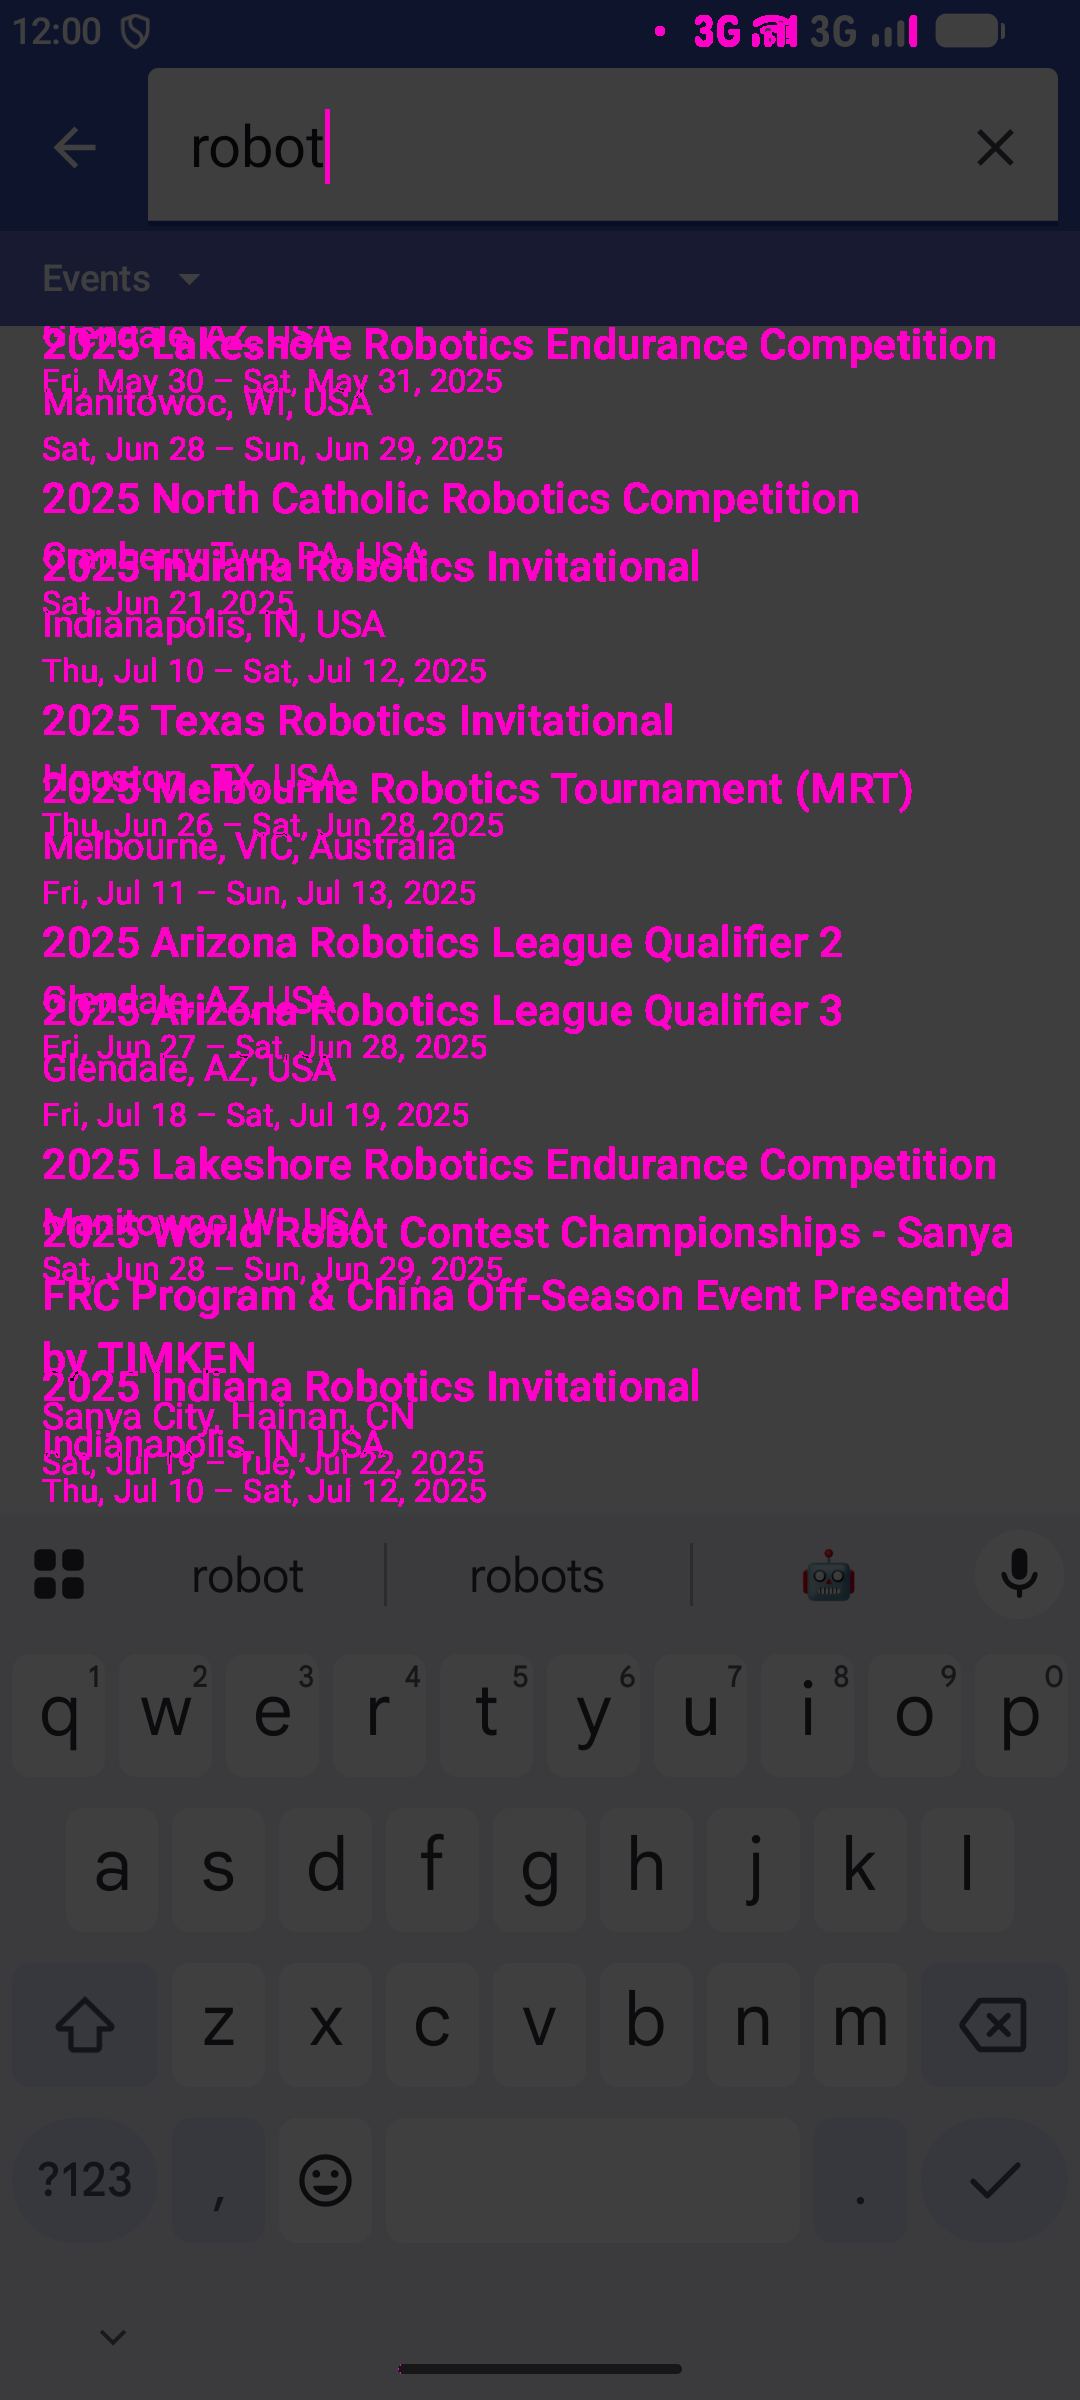 12:00 3G 3G
robot
Events
Glendale, AZ, USA
2025 Lakeshore Robotics Endurance Competition
Fri, May 30 – Sat, May 31, 2025
Manitowoc, WI, USA
Sat, Jun 28 – Sun, Jun 29, 2025
2025 North Catholic Robotics Competition
Cranberry Twp, PA, USA
2025 Indiana Robotics Invitational
Sat, Jun 21, 2025
Indianapolis, IN, USA
Thu, Jul 10 – Sat, Jul 12, 2025
2025 Texas Robotics Invitational
Houston, TX, USA
2025 Melbourne Robotics Tournament (MRT)
Thu, Jun 26 – Sat, Jun 28, 2025
Melbourne, VIC, Australia
Fri, Jul 11 – Sun, Jul 13, 2025
2025 Arizona Robotics League Qualifier 2
Glendale, AZ, USA
2025 Arizona Robotics League Qualifier 3
Fri, Jun 27 – Sat, Jun 28, 2025
Glendale, AZ, USA
Fri, Jul 18 – Sat, Jul 19, 2025
2025 Lakeshore Robotics Endurance Competition
Manitowoc, WI, USA
2025 World Robot Contest Championships - Sanya
Sat, Jun 28 – Sun, Jun 29, 2025
FRC Program & China Off-Season Event Presented
by TIMKEN
2025 Indiana Robotics Invitational
Sanya City, Hainan, CN
Indianapolis, IN, USA
Sat, Jul 19 – Tue, Jul 22, 2025
Thu, Jul 10 – Sat, Jul 12, 2025
robot robots
1 2 3 4 5 6 7 8 9 0
q w e r t y u i o p
a s d f g h j k l
z x c v b n m
?123 , .